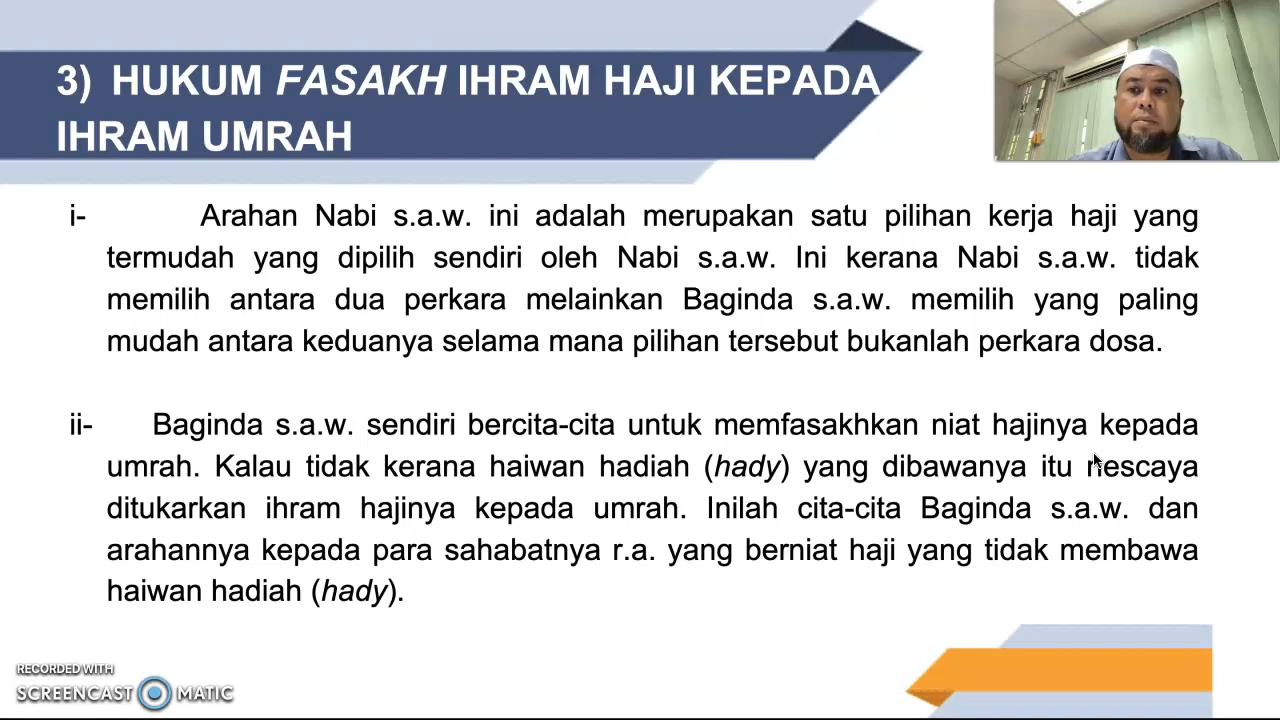 3) HUKUM FASAKH IHRAM HAJI KEPADA
IHRAM UMRAH
i- Arahan Nabi s.a.w. ini adalah merupakan satu pilihan kerja haji yang
termudah yang dipilih sendiri oleh Nabi s.a.w. Ini kerana Nabi s.a.w. tidak
memilih antara dua perkara melainkan Baginda s.a.w. memilih yang paling
mudah antara keduanya selama mana pilihan tersebut bukanlah perkara dosa.
ii- Baginda s.a.w. sendiri bercita-cita untuk memfasakhkan niat hajinya kepada
umrah. Kalau tidak kerana haiwan hadiah (hady) yang dibawanya itu nescaya
ditukarkan ihram hajinya kepada umrah. Inilah cita-cita Baginda s.a.w. dan
arahannya kepada para sahabatnya r.a. yang berniat haji yang tidak membawa
haiwan hadiah (hady).
RECORDED WITH
SCREENCAST MATIC